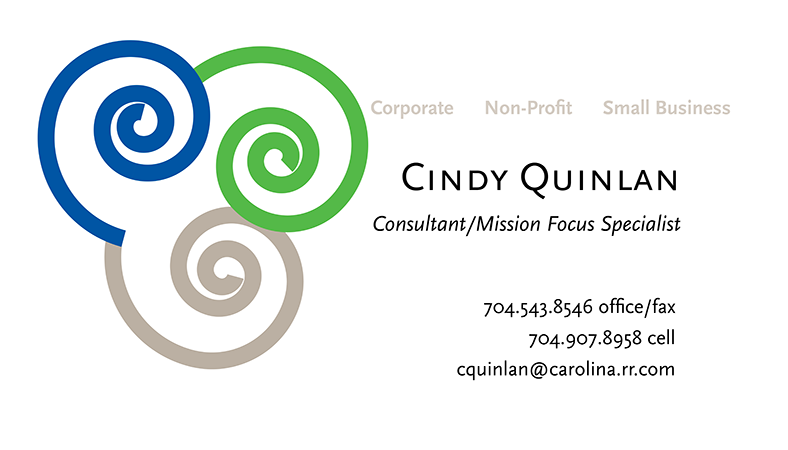 Corporate Non-Profit Small Business
Cindy Quinlan
Consultant/Mission Focus Specialist
704.543.8546 office/fax
704.907.8958 cell
cquinlan@carolina.rr.com